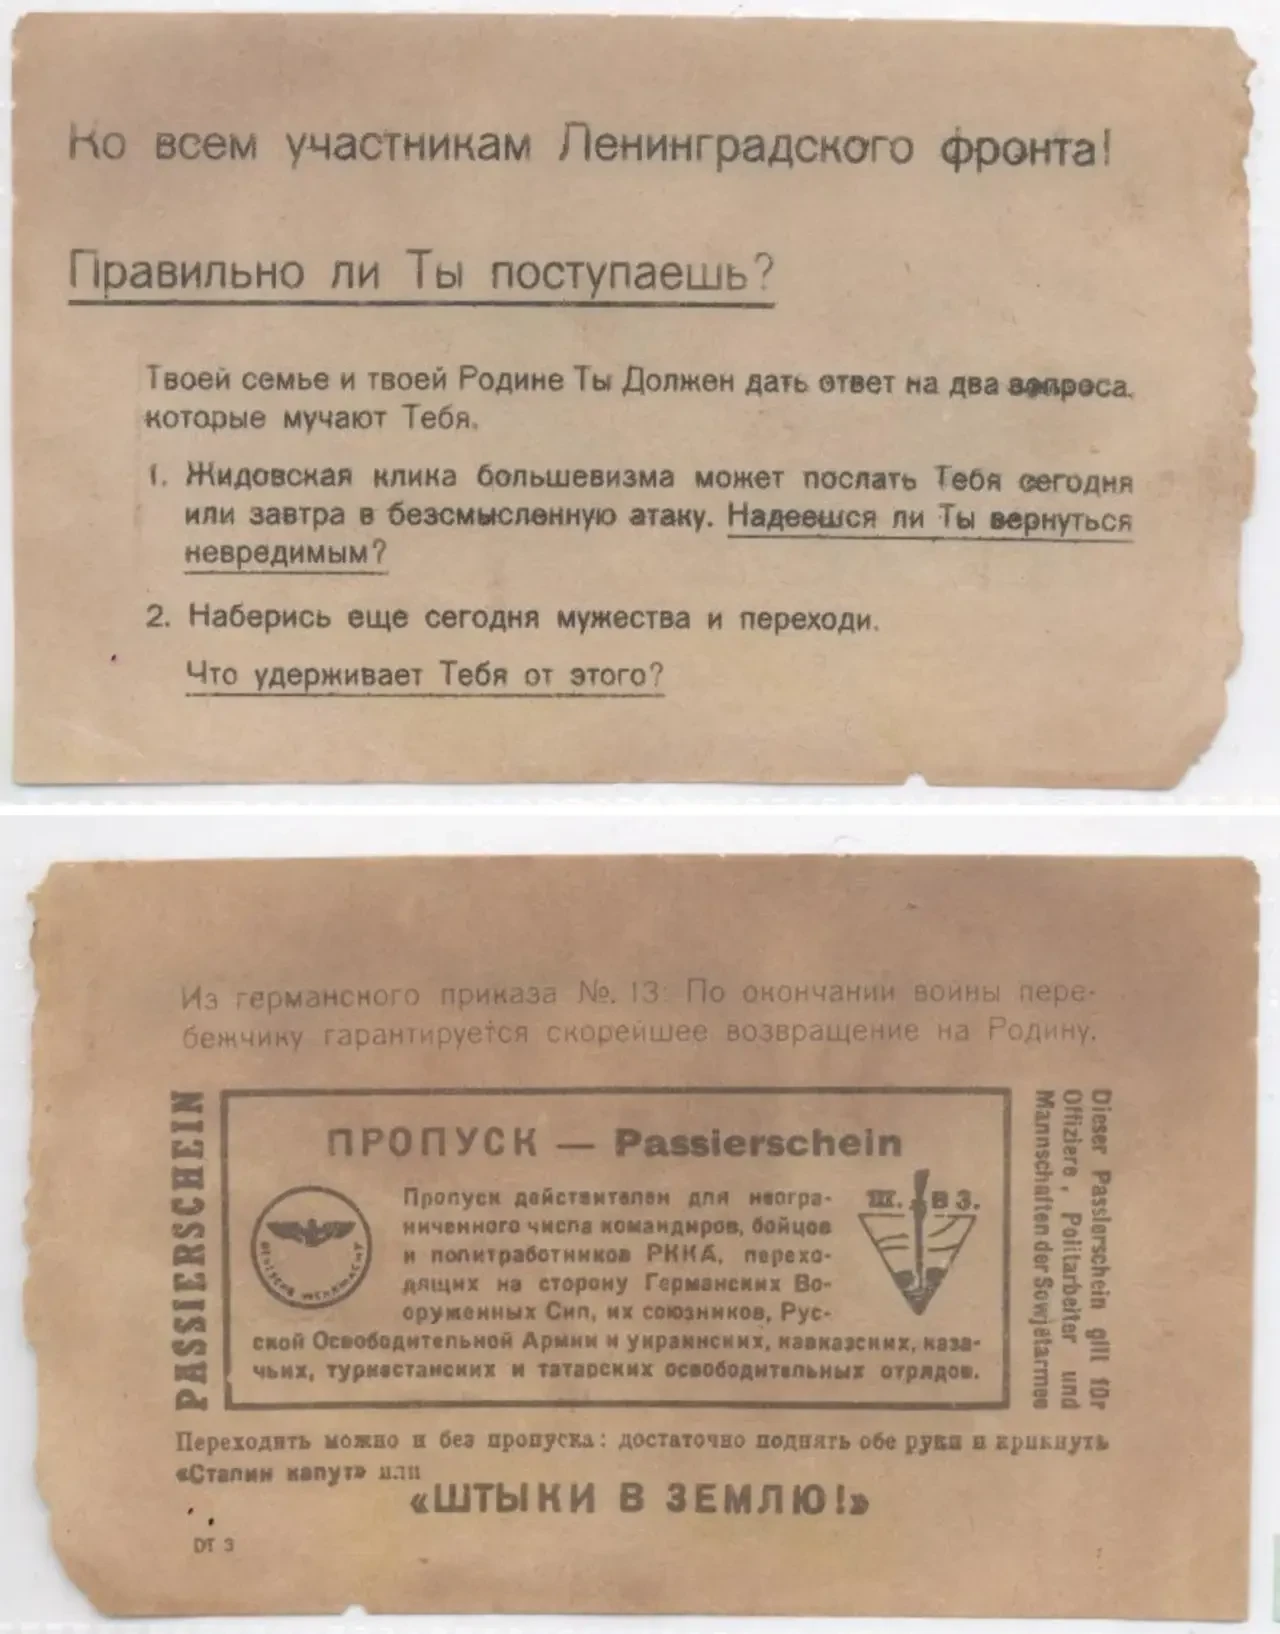 Ко всем участникам Ленинградского фронта!
Правильно ли Ты поступаешь?
Твоей семье и твоей Родине Ты Должен дать ответ на два вопроса,
которые мучают Тебя.
1. Жидовская клика большевизма может послать Тебя сегодня
или завтра в безсмысленную атаку. Надеешся ли Ты вернуться
невредимым?
2. Наберись еще сегодня мужества и переходи.
Что удерживает Тебя от этого?
Из германского приказа №. 13: По окончании войны пере-
бежчику гарантируется скорейшее возвращение на Родину.
PASSIERSCHEIN
ПРОПУСК — Passierschein
DEUTSCHE WEHRMACHT
Пропуск действителен для неогра-
ниченного числа командиров, бойцов
и политработников РККА, перехо-
дящих на сторону Германских Во-
оруженных Сил, их союзников, Рус-
ской Освободительной Армии и украинских, кавказских, каза-
чьих, туркестанских и татарских освободительных отрядов.
Ш. В З.
Dieser Passierschein gilt für
Offiziere, Politarbeiter und
Mannschaften der Sowjetarmee
Переходить можно и без пропуска: достаточно поднять обе руки и крикнуть
«Сталин капут» или
«ШТЫКИ В ЗЕМЛЮ!»
DT 3